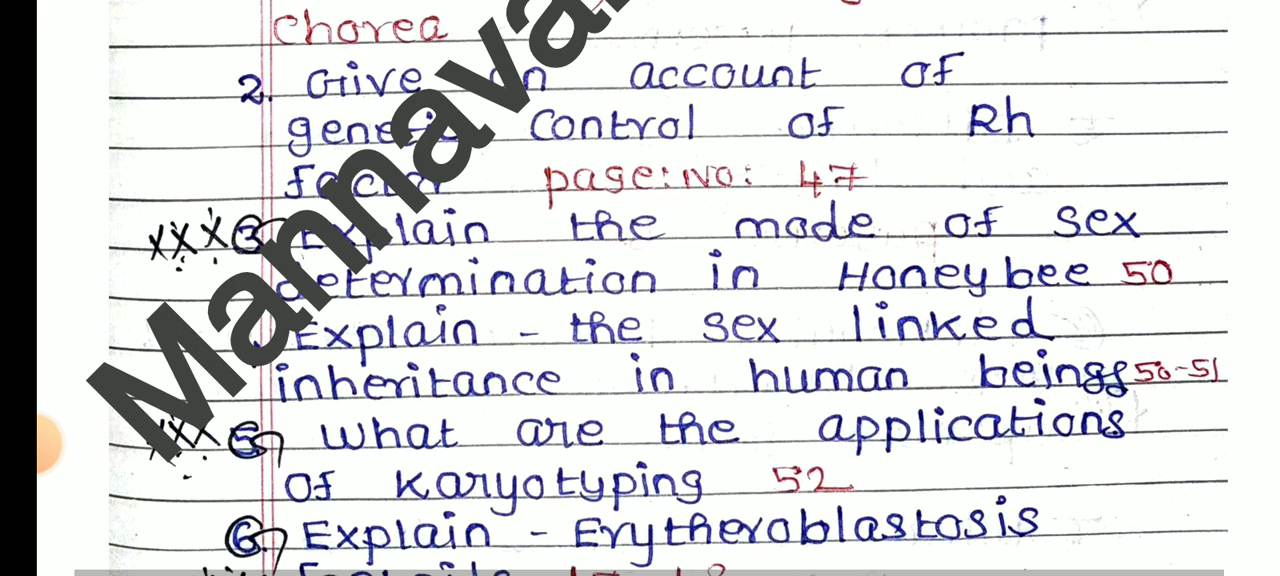 chorea
2. Give an account of
genetic control of Rh
factor page:No: 47
xxx 3) Explain the mode of sex
determination in Honeybee 50
Explain - the sex linked
inheritance in human beings 50-51
xxx 5) What are the applications
of karyotyping 52
6.) Explain - Erytheroblastosis
Mannava